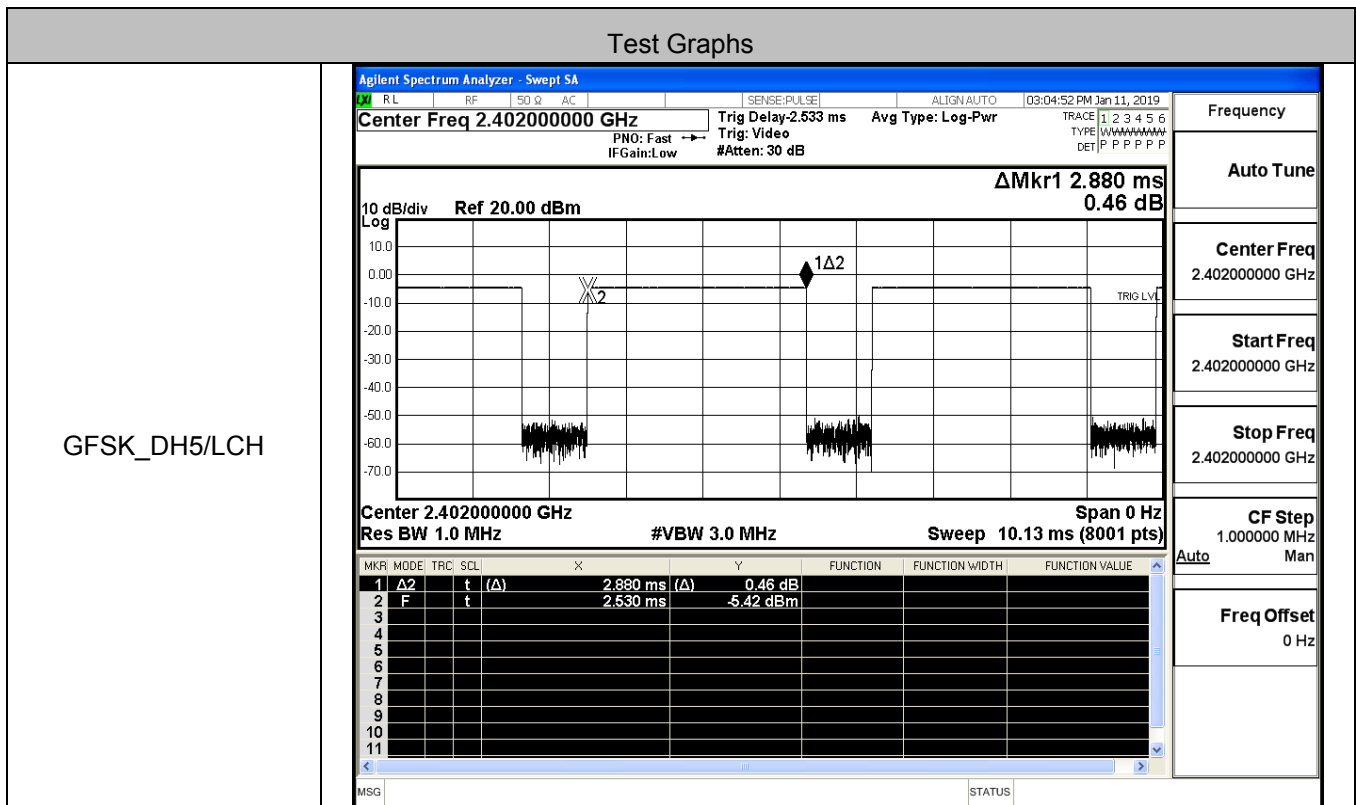 Test Graphs
GFSK_DH5/LCH
Agilent Spectrum Analyzer - Swept SA
LXI RL RF 50 Ω AC SENSE:PULSE ALIGN AUTO 03:04:52 PM Jan 11, 2019
Center Freq 2.402000000 GHz Trig Delay-2.533 ms Avg Type: Log-Pwr TRACE 1 2 3 4 5 6
PNO: Fast Trig: Video TYPE WWWWWW
IFGain:Low #Atten: 30 dB DET P P P P P P
ΔMkr1 2.880 ms
0.46 dB
10 dB/div Ref 20.00 dBm
Log
10.0
0.00
-10.0
-20.0
-30.0
-40.0
-50.0
-60.0
-70.0
1Δ2
2
TRIG LVL
Center 2.402000000 GHz Span 0 Hz
Res BW 1.0 MHz #VBW 3.0 MHz Sweep 10.13 ms (8001 pts)
MKR MODE TRC SCL X Y FUNCTION FUNCTION WIDTH FUNCTION VALUE
1 Δ2 t (Δ) 2.880 ms (Δ) 0.46 dB
2 F t 2.530 ms -5.42 dBm
3
4
5
6
7
8
9
10
11
MSG STATUS
Frequency
Auto Tune
Center Freq
2.402000000 GHz
Start Freq
2.402000000 GHz
Stop Freq
2.402000000 GHz
CF Step
1.000000 MHz
Auto Man
Freq Offset
0 Hz